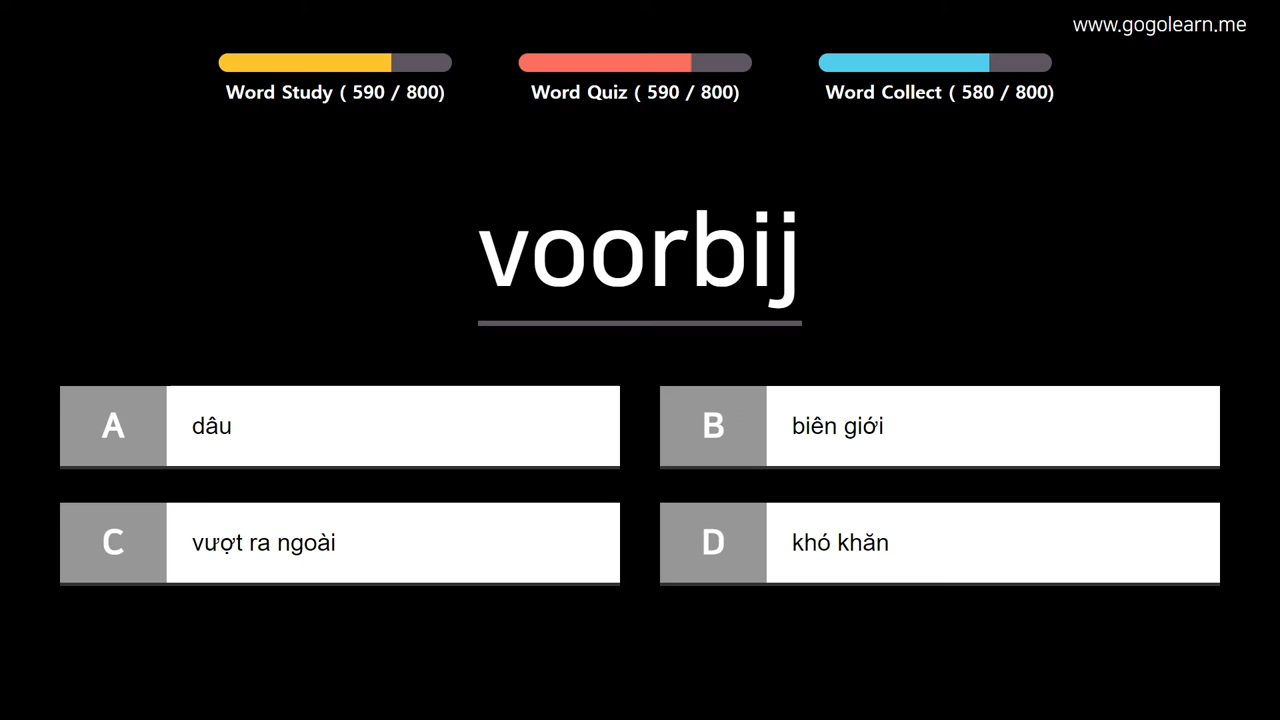 www.gogolearn.me
Word Study ( 590 / 800)
Word Quiz ( 590 / 800)
Word Collect ( 580 / 800)
voorbij
A
dâu
B
biên giới
C
vượt ra ngoài
D
khó khăn